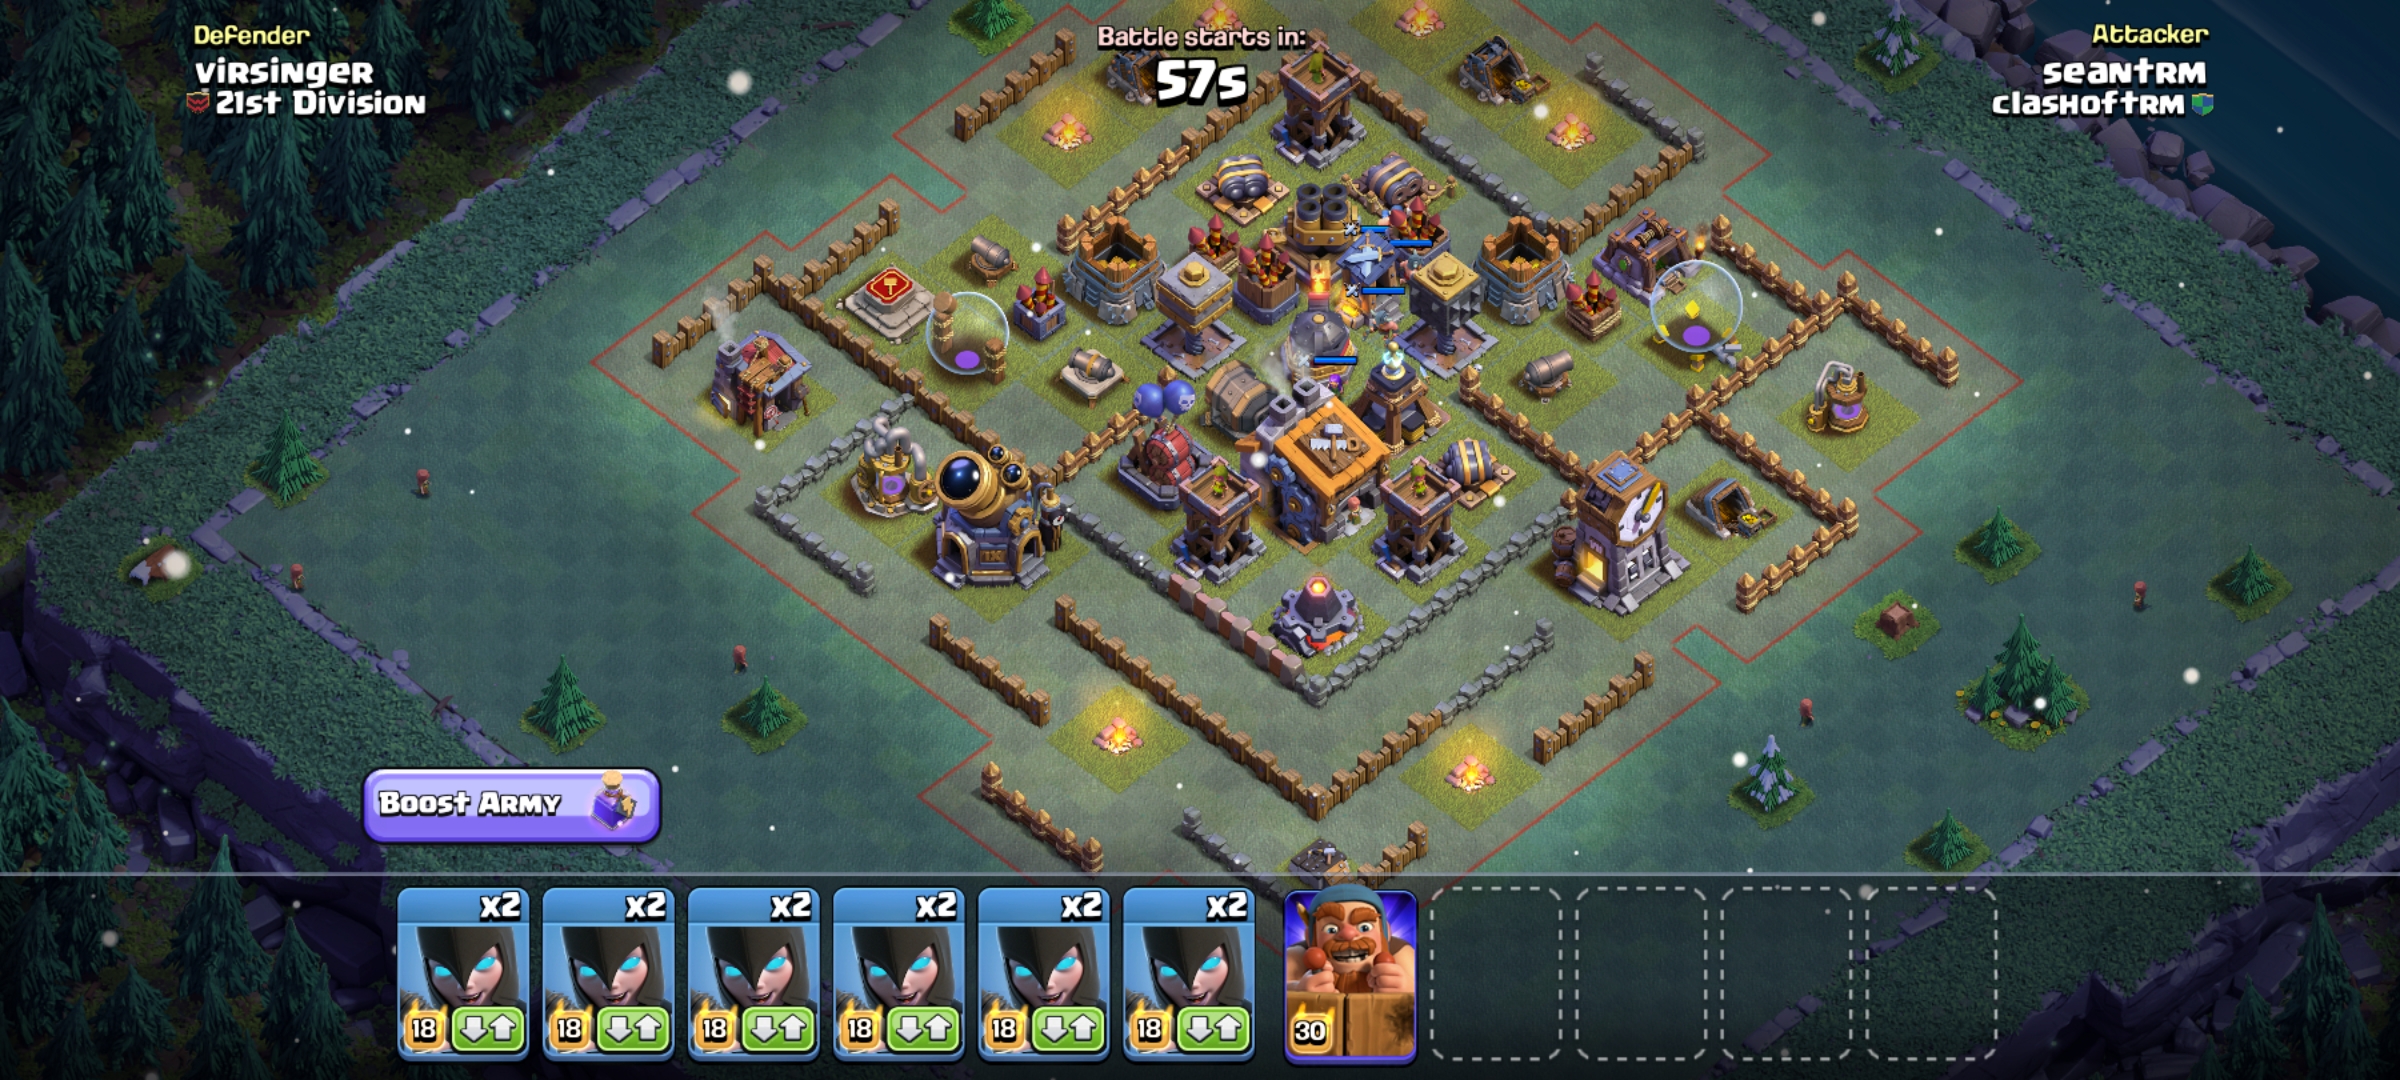 Defender
virsinger
21st Division
Battle starts in:
57s
Attacker
seantrm
clashoftrm
Boost Army
x2
x2
x2
x2
x2
x2
18
18
18
18
18
18
30